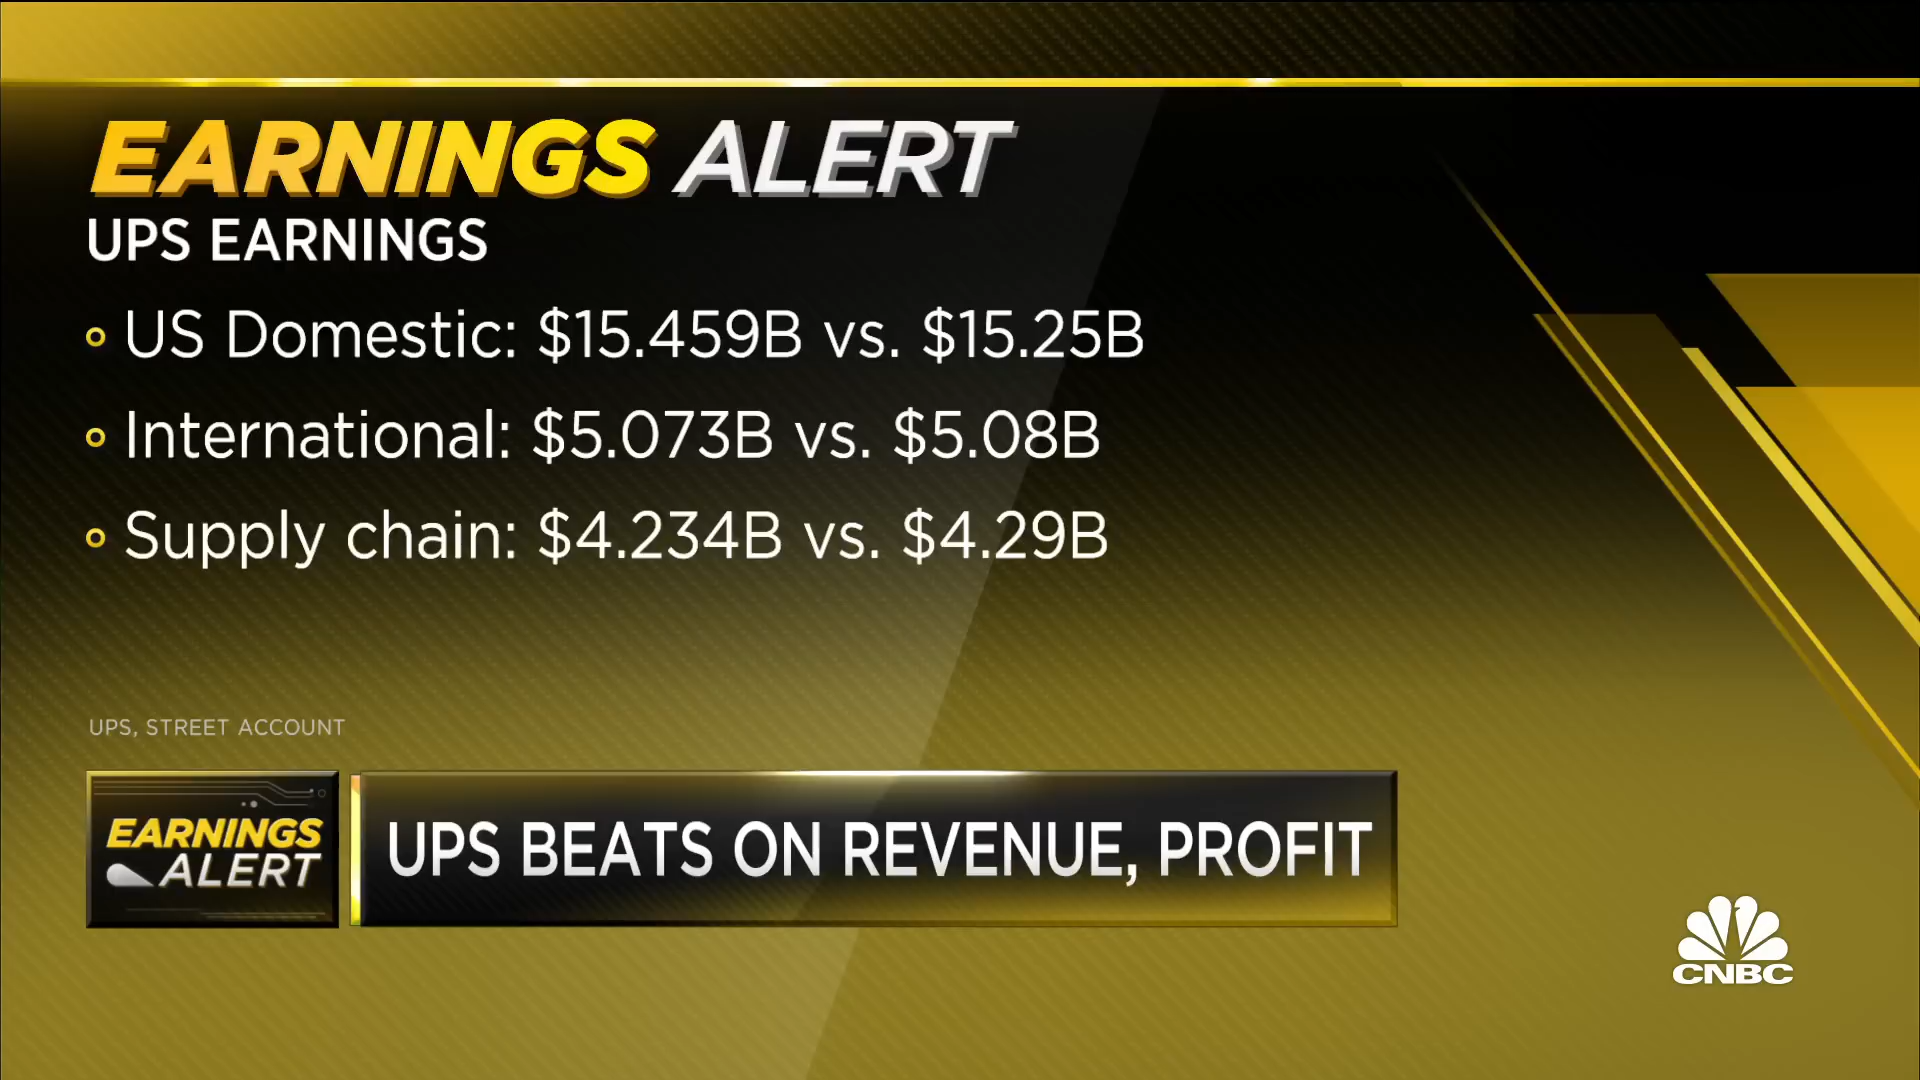 EARNINGS ALERT
UPS EARNINGS
US Domestic: $15.459B vs. $15.25B
International: $5.073B vs. $5.08B
Supply chain: $4.234B vs. $4.29B
UPS, STREET ACCOUNT
EARNINGS
ALERT
UPS BEATS ON REVENUE, PROFIT
CNBC